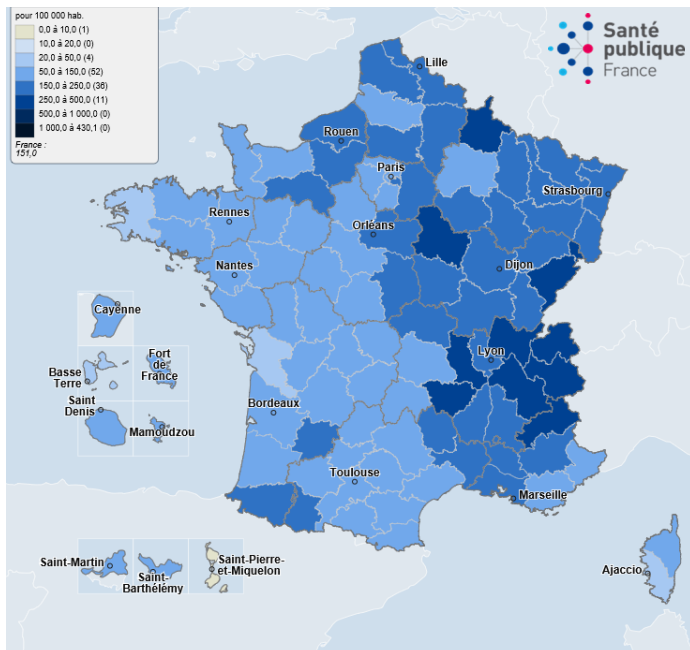 pour 100 000 hab.
0,0 à 10,0 (1)
10,0 à 20,0 (0)
20,0 à 50,0 (4)
50,0 à 150,0 (52)
150,0 à 250,0 (36)
250,0 à 500,0 (11)
500,0 à 1 000,0 (0)
1 000,0 à 430,1 (0)
France :
151,0
Santé
publique
France
Lille
Rouen
Paris
Strasbourg
Rennes
Orléans
Nantes
Dijon
Cayenne
Lyon
Basse
Terre
Fort
de
France
Saint
Denis
Mamoudzou
Bordeaux
Toulouse
Marseille
Saint-Martin
Saint-
Barthélémy
Saint-Pierre-
et-Miquelon
Ajaccio